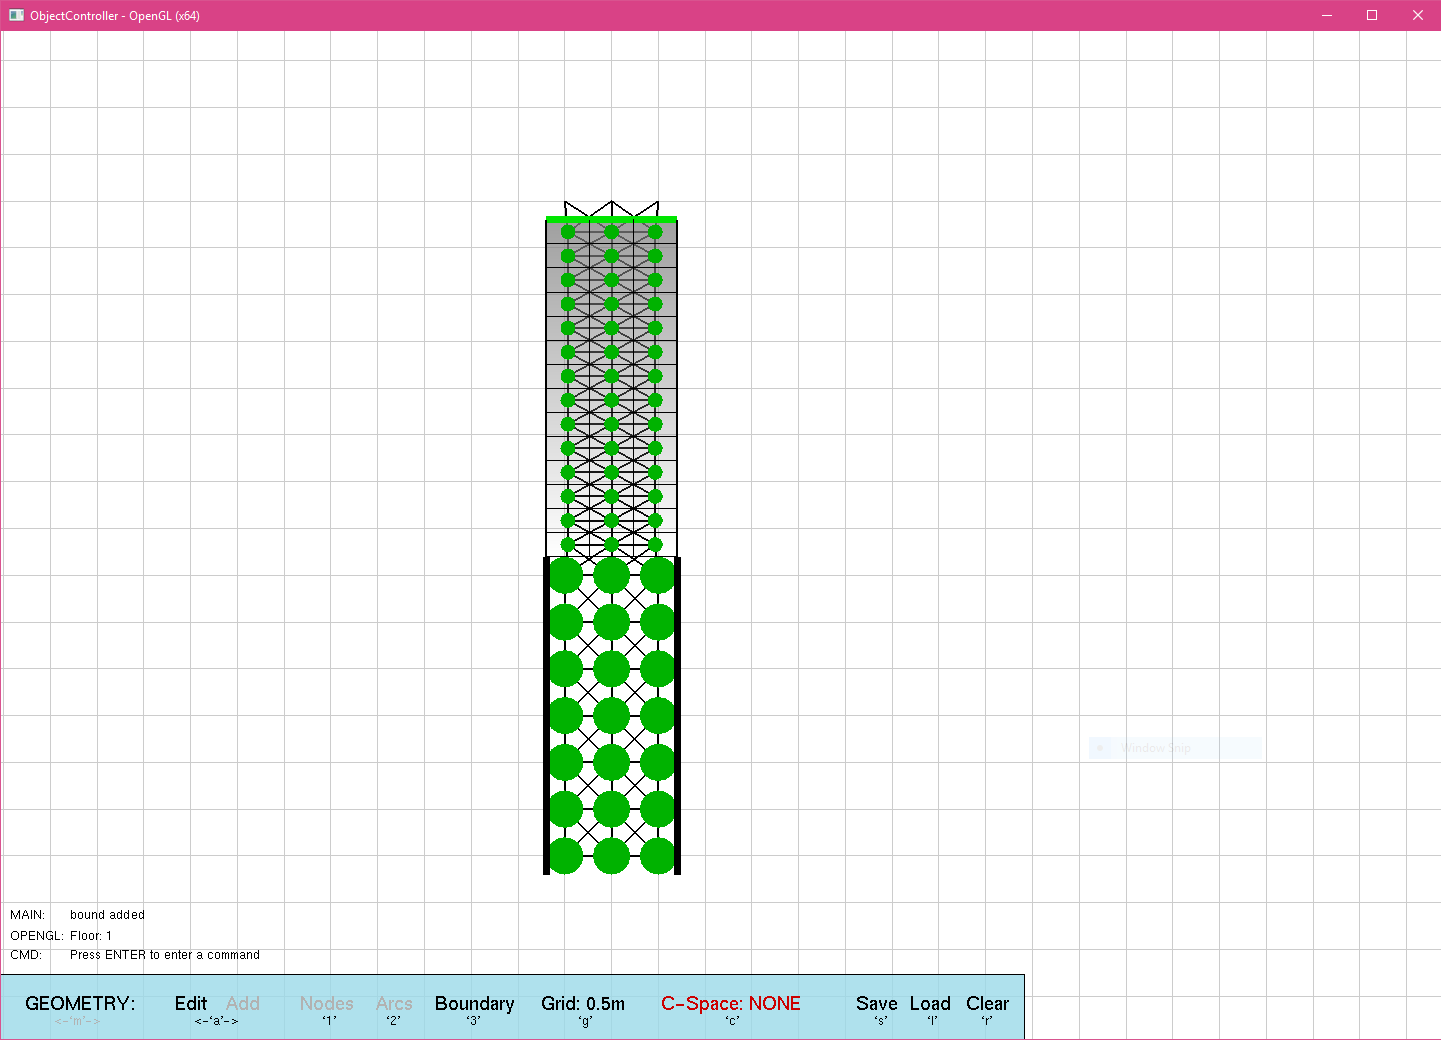 ObjectController - OpenGL (x64)
Window Snip
MAIN: bound added
OPENGL: Floor: 1
CMD: Press ENTER to enter a command
GEOMETRY: Edit Add Nodes Arcs Boundary Grid: 0.5m C-Space: NONE Save Load Clear
<-'m'-> <-'a'-> '1' '2' '3' 'g' 'c' 's' 'l' 'r'